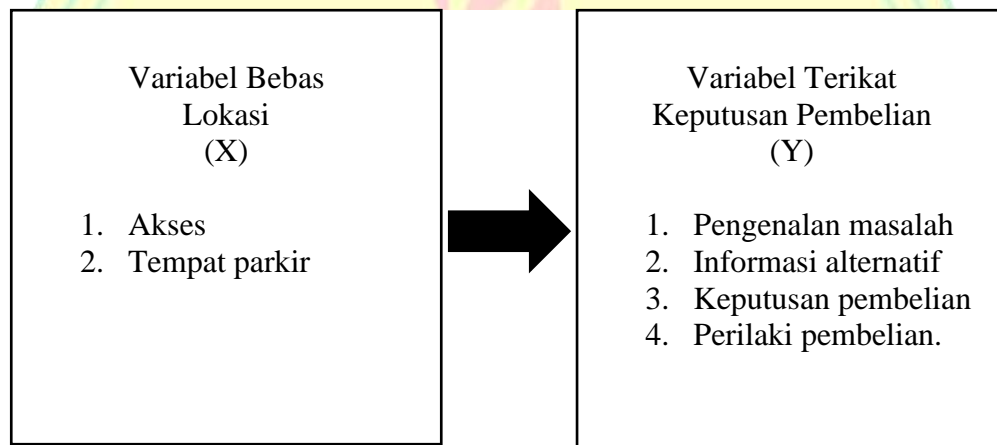 Variabel Bebas
Lokasi
(X)
1. Akses
2. Tempat parkir
Variabel Terikat
Keputusan Pembelian
(Y)
1. Pengenalan masalah
2. Informasi alternatif
3. Keputusan pembelian
4. Perilaki pembelian.